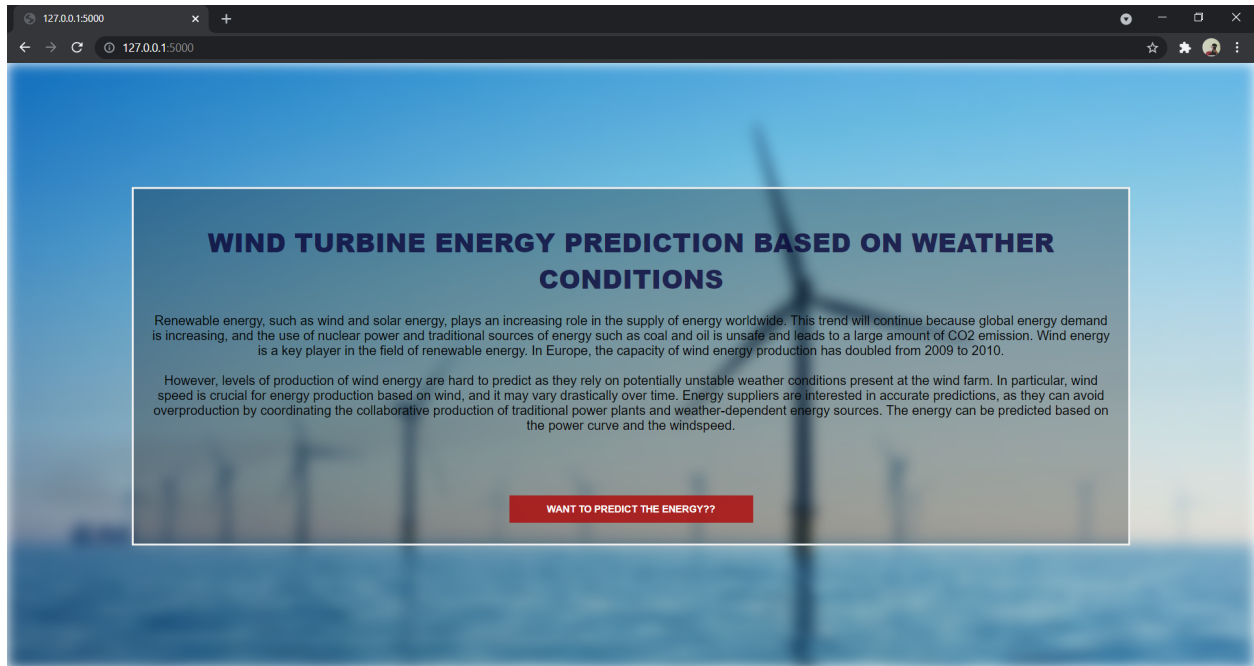 127.0.0.1:5000
127.0.0.1:5000
WIND TURBINE ENERGY PREDICTION BASED ON WEATHER
CONDITIONS
Renewable energy, such as wind and solar energy, plays an increasing role in the supply of energy worldwide. This trend will continue because global energy demand
is increasing, and the use of nuclear power and traditional sources of energy such as coal and oil is unsafe and leads to a large amount of CO2 emission. Wind energy
is a key player in the field of renewable energy. In Europe, the capacity of wind energy production has doubled from 2009 to 2010.
However, levels of production of wind energy are hard to predict as they rely on potentially unstable weather conditions present at the wind farm. In particular, wind
speed is crucial for energy production based on wind, and it may vary drastically over time. Energy suppliers are interested in accurate predictions, as they can avoid
overproduction by coordinating the collaborative production of traditional power plants and weather-dependent energy sources. The energy can be predicted based on
the power curve and the windspeed.
WANT TO PREDICT THE ENERGY??